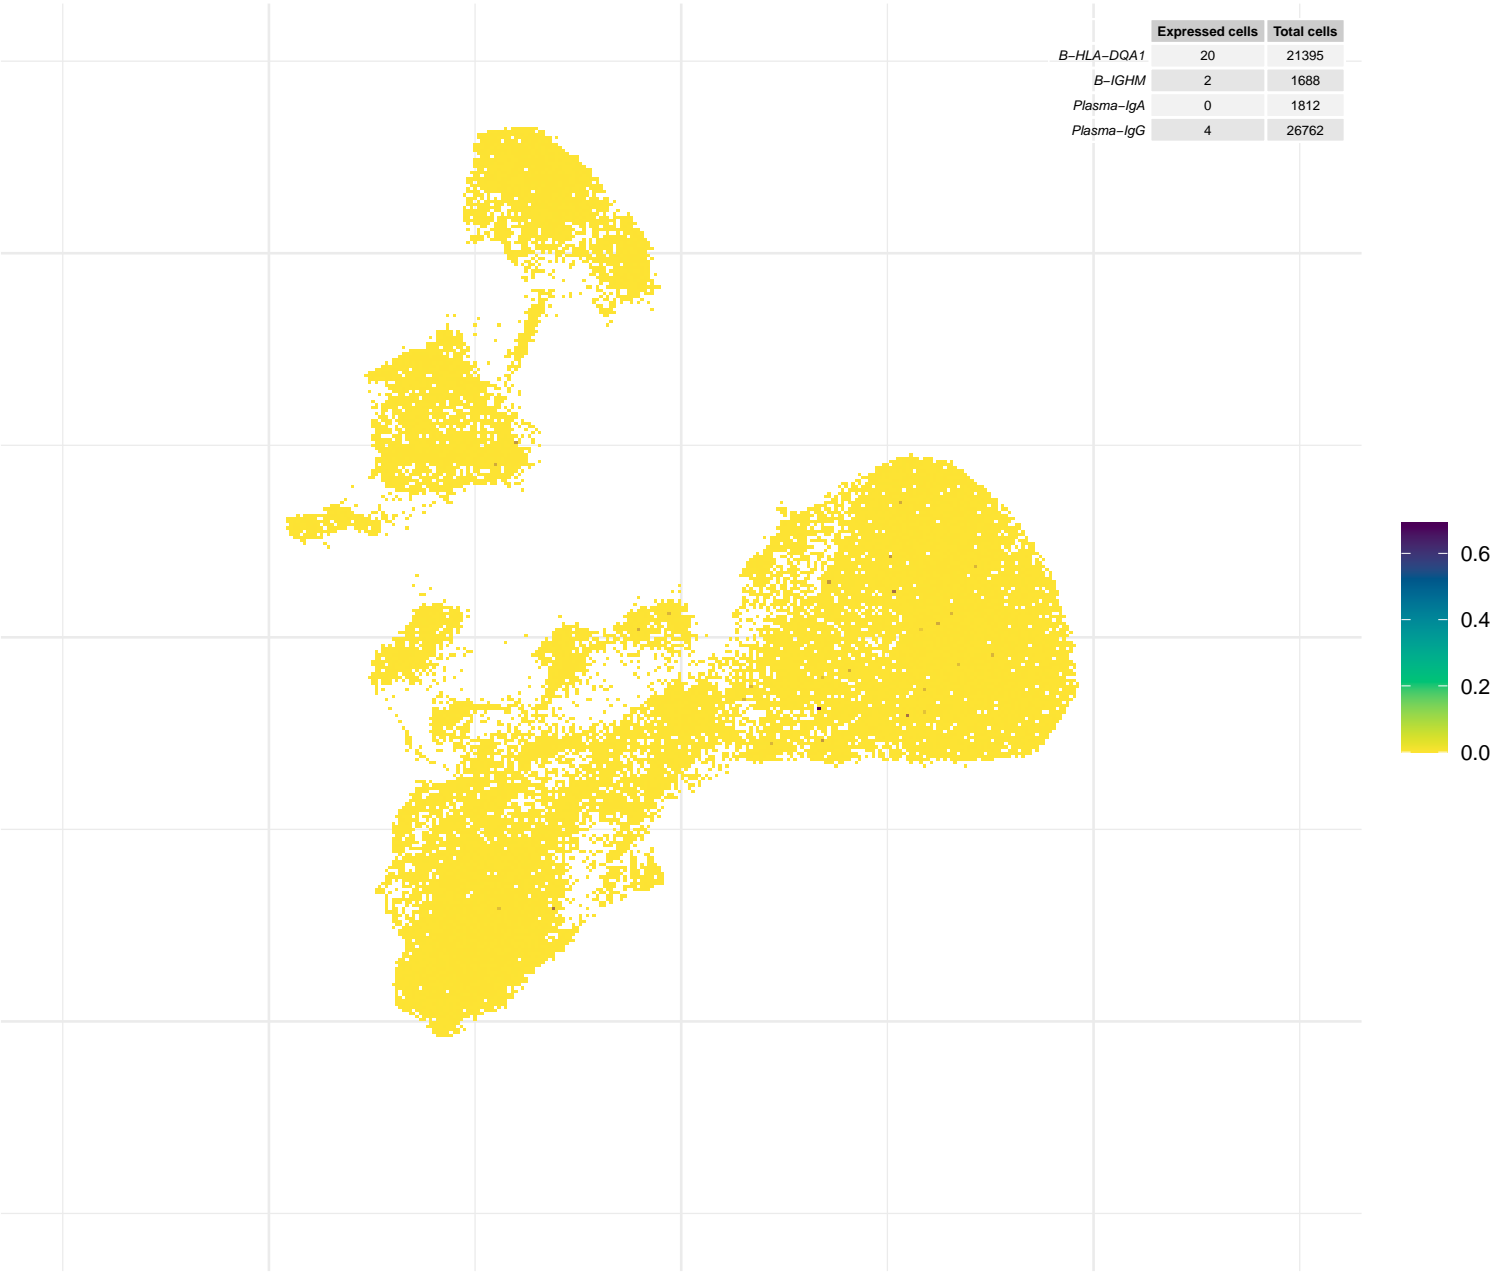 Expressed cells Total cells
B−HLA−DQA1 20 21395
B−IGHM 2 1688
Plasma−IgA 0 1812
Plasma−IgG 4 26762
0.6
0.4
0.2
0.0